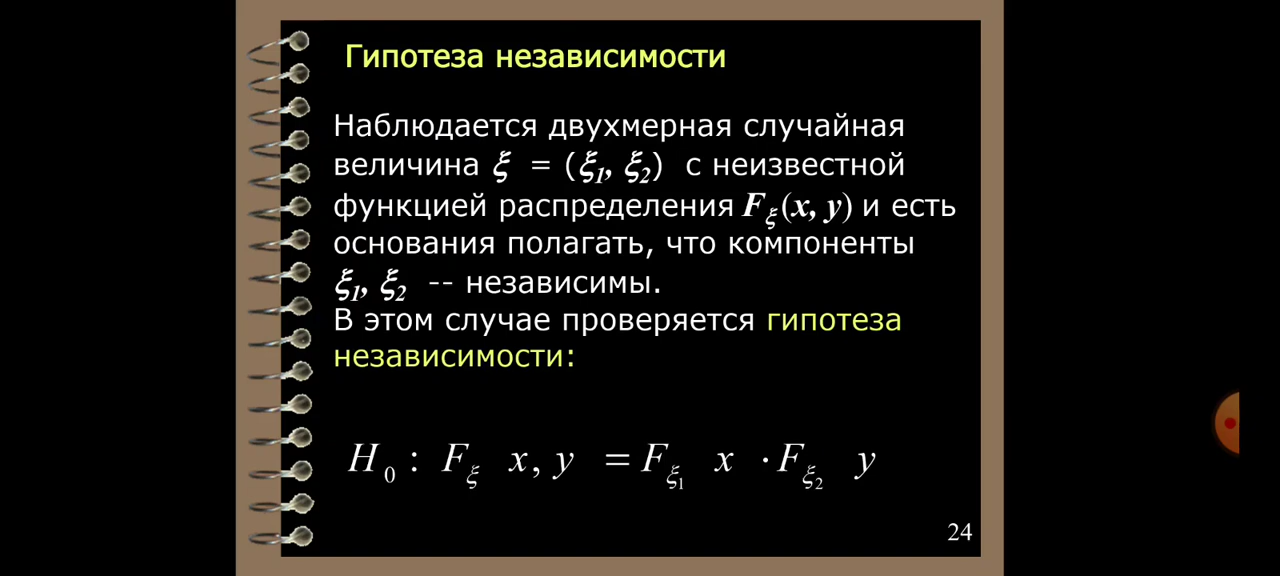 Гипотеза независимости
Наблюдается двухмерная случайная
величина ξ = (ξ1, ξ2) с неизвестной
функцией распределения Fξ(x, y) и есть
основания полагать, что компоненты
ξ1, ξ2 -- независимы.
В этом случае проверяется гипотеза
независимости:
H0 : Fξ x, y = Fξ1 x · Fξ2 y
24